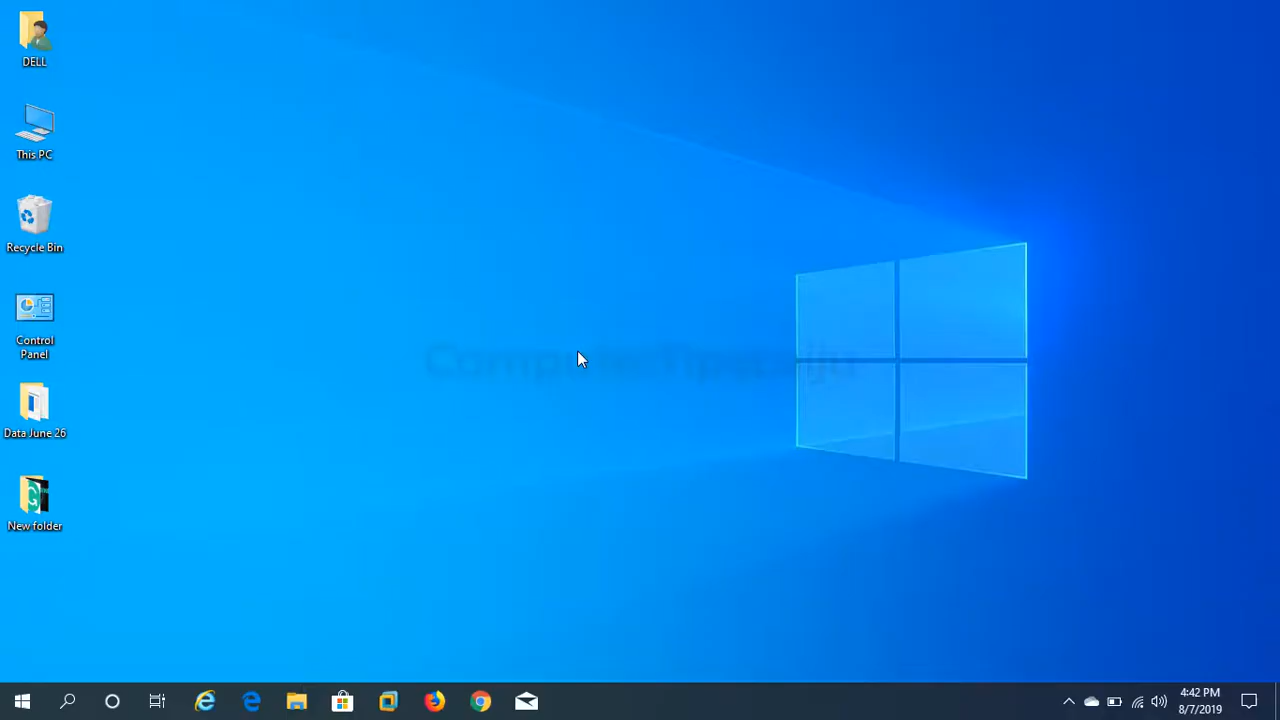 DELL
This PC
Recycle Bin
Control
Panel
Data June 26
New folder
4:42 PM
8/7/2019